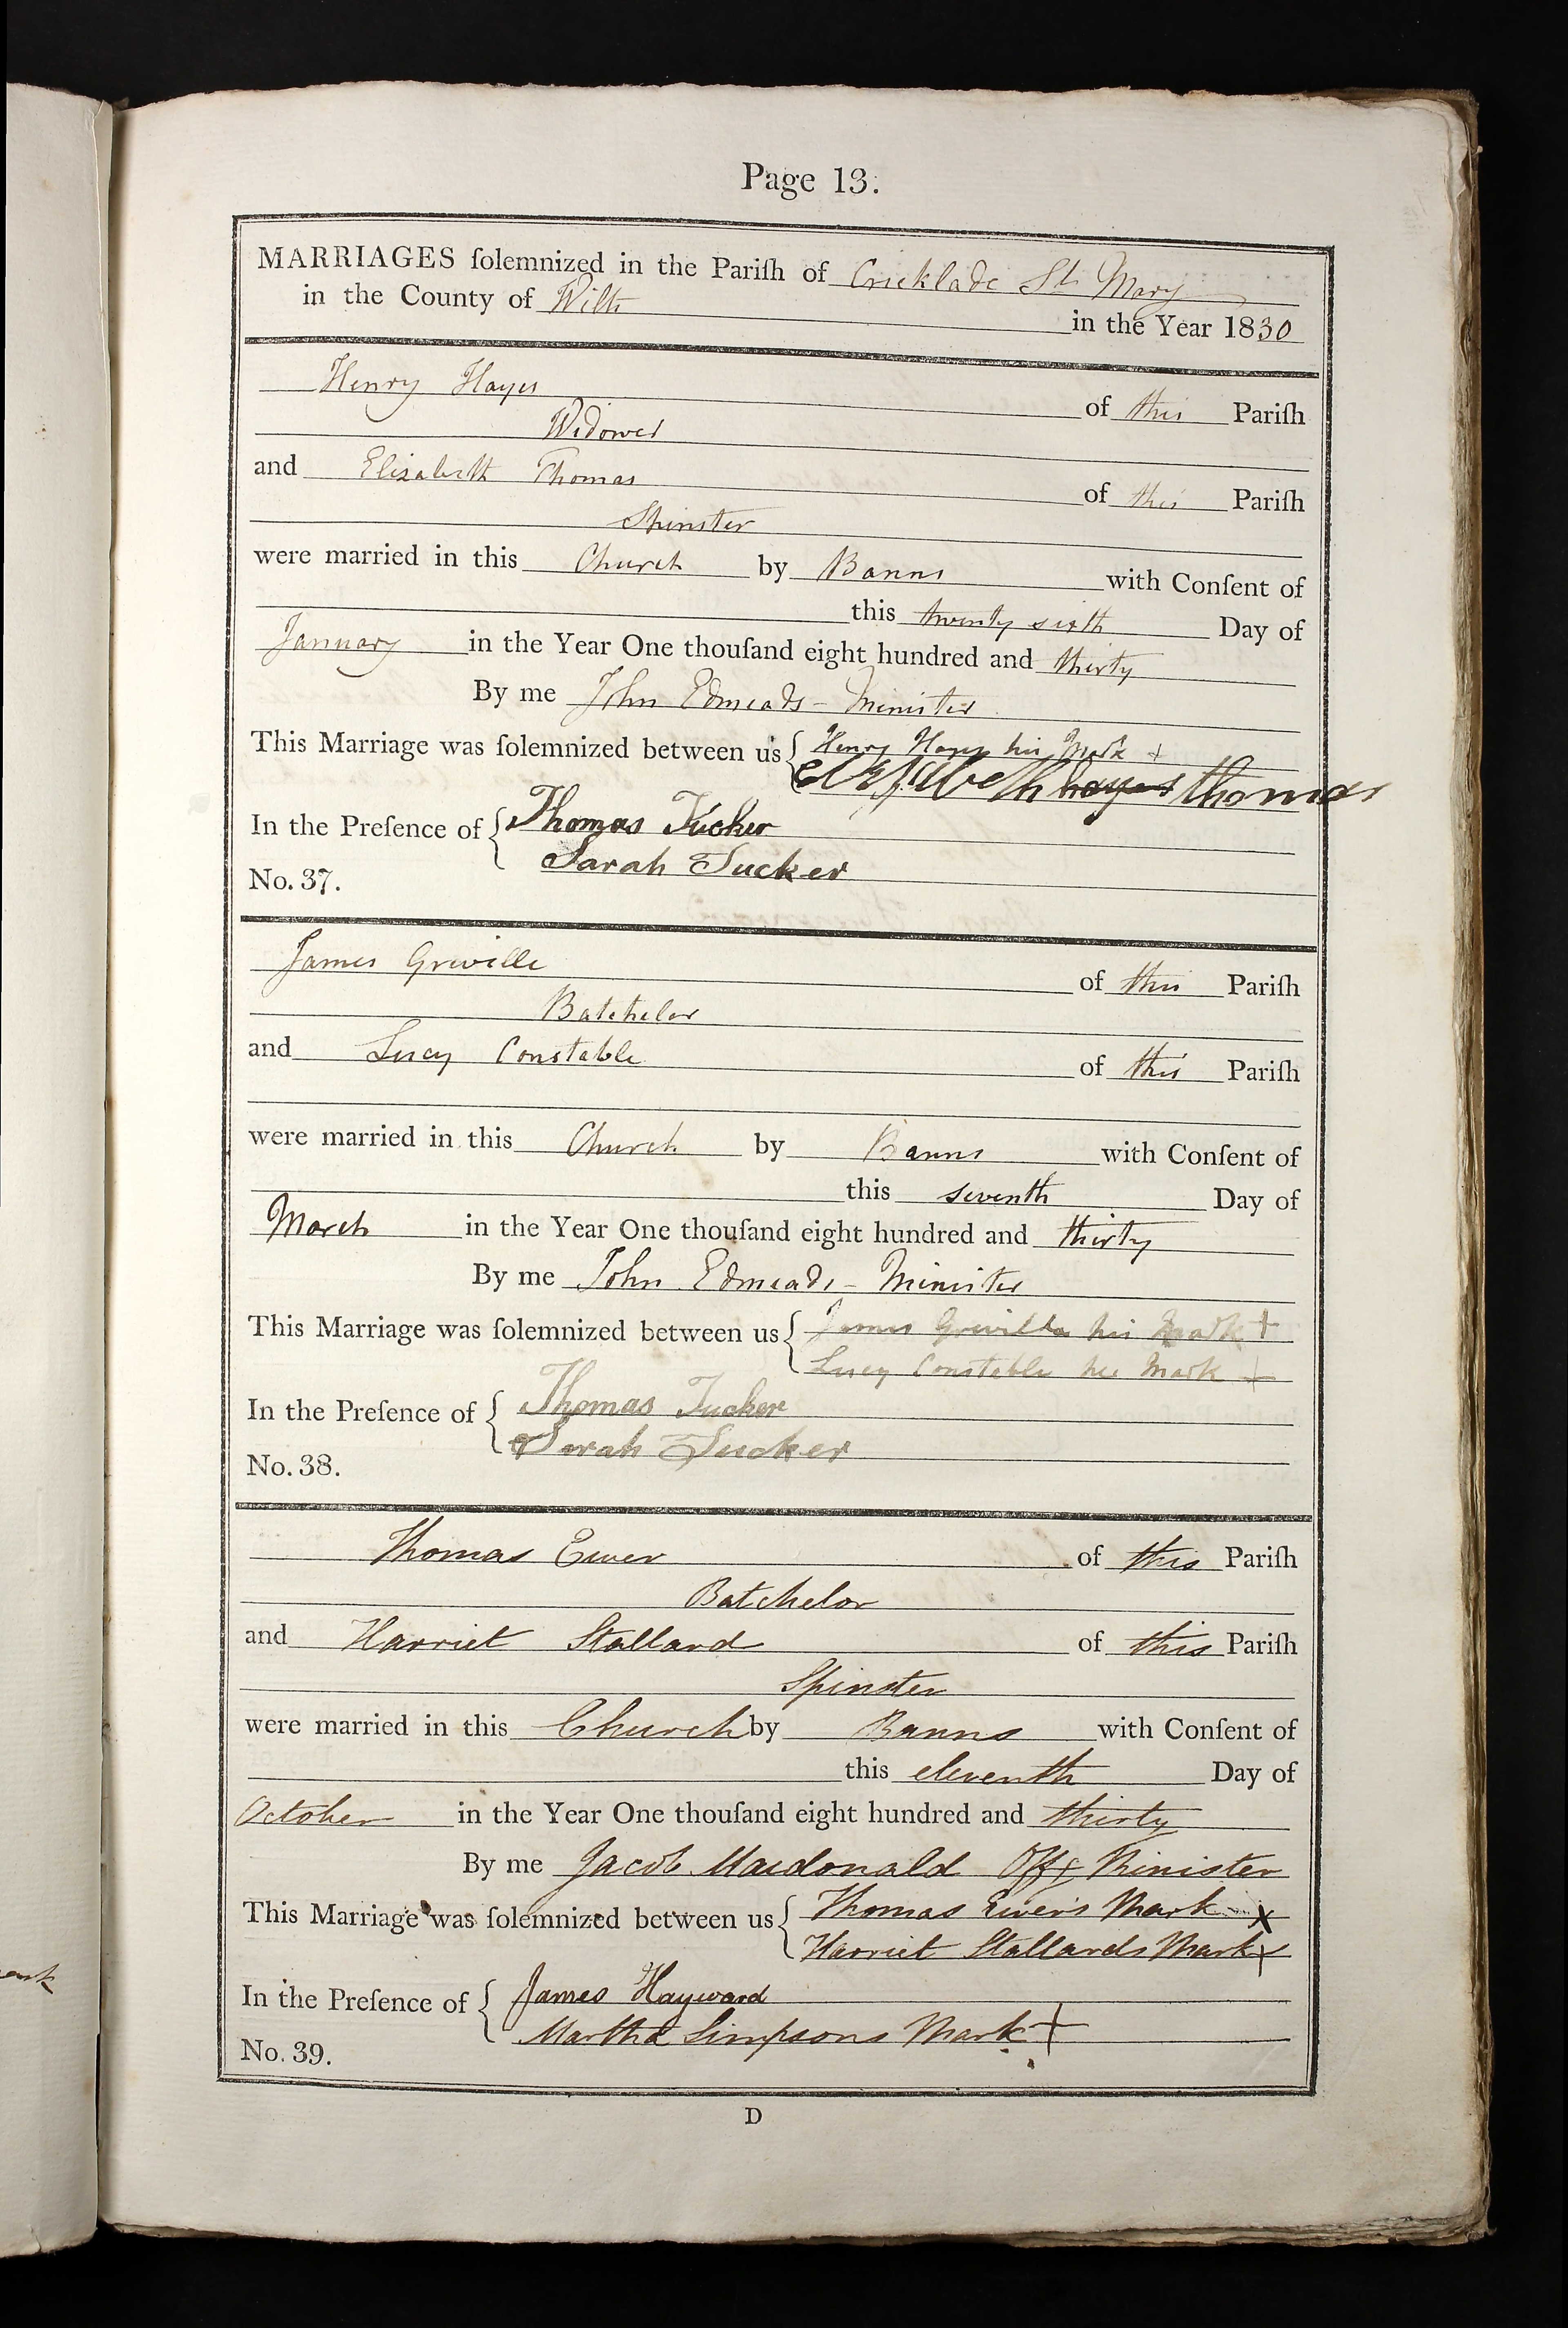 Page 13.
MARRIAGES ſolemnized in the Pariſh of Cricklade St. Mary
in the County of Wilts
in the Year 1830
Henry Hayes
of this Pariſh
Widower
and Elizabeth Thomas
of this Pariſh
Spinster
were married in this Church by Banns with Conſent of
this twenty sixth Day of
January in the Year One thouſand eight hundred and thirty
By me John Edmeads - Minister
This Marriage was ſolemnized between us { Henry Hayes his Mark +
Elizabeth hayes thomas
In the Preſence of { Thomas Tucker
Sarah Tucker
No. 37.
James Greville
of this Pariſh
Batchelor
and Lucy Constable
of this Pariſh
were married in this Church by Banns with Conſent of
this seventh Day of
March in the Year One thouſand eight hundred and thirty
By me John Edmeads - Minister
This Marriage was ſolemnized between us { James Greville his Mark +
Lucy Constable her Mark +
In the Preſence of { Thomas Tucker
Sarah Tucker
No. 38.
Thomas Ewer of this Pariſh
Batchelor
and Harriet Stallard of this Pariſh
Spinster
were married in this Church by Banns with Conſent of
this eleventh Day of
October in the Year One thouſand eight hundred and thirty
By me Jacob Macdonald Offg Minister
This Marriage was ſolemnized between us { Thomas Ewer's Mark X
Harriet Stallards Mark +
In the Preſence of { James Hayward
Martha Simpsons Mark +
No. 39.
D